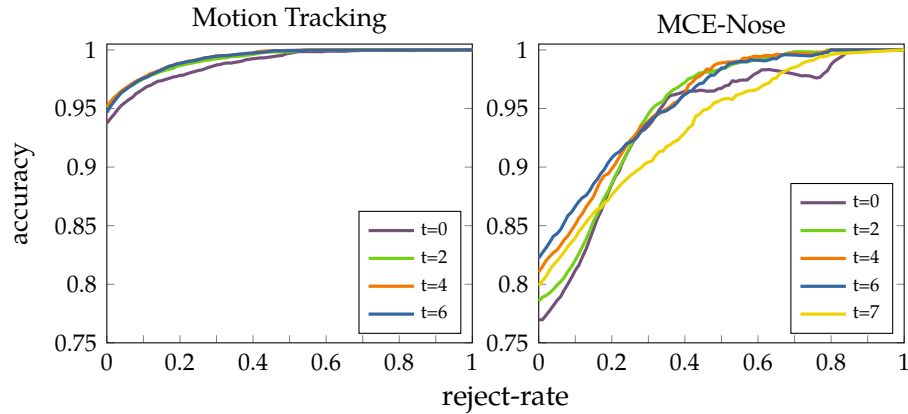 Motion Tracking
MCE-Nose
accuracy
1
0.95
0.9
0.85
0.8
0.75
0 0.2 0.4 0.6 0.8 1
t=0
t=2
t=4
t=6
1
0.95
0.9
0.85
0.8
0.75
0 0.2 0.4 0.6 0.8 1
t=0
t=2
t=4
t=6
t=7
reject-rate